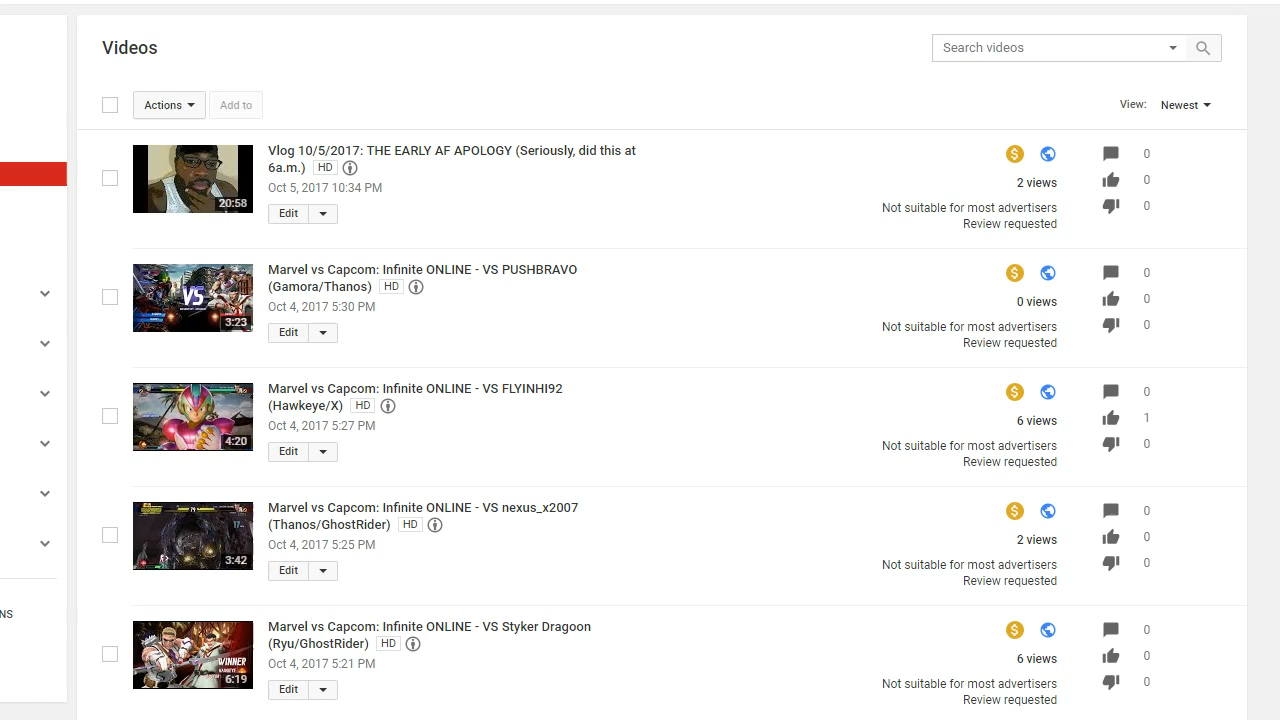 Videos
Search videos
Actions
Add to
View:
Newest
Vlog 10/5/2017: THE EARLY AF APOLOGY (Seriously, did this at
6a.m.) HD
Oct 5, 2017 10:34 PM
Edit
20:58
2 views
Not suitable for most advertisers
Review requested
0
0
0
Marvel vs Capcom: Infinite ONLINE - VS PUSHBRAVO
(Gamora/Thanos) HD
Oct 4, 2017 5:30 PM
Edit
VS
3:23
0 views
Not suitable for most advertisers
Review requested
0
0
0
Marvel vs Capcom: Infinite ONLINE - VS FLYINHI92
(Hawkeye/X) HD
Oct 4, 2017 5:27 PM
Edit
4:20
6 views
Not suitable for most advertisers
Review requested
0
1
0
Marvel vs Capcom: Infinite ONLINE - VS nexus_x2007
(Thanos/GhostRider) HD
Oct 4, 2017 5:25 PM
Edit
3:42
2 views
Not suitable for most advertisers
Review requested
0
0
0
NS
Marvel vs Capcom: Infinite ONLINE - VS Styker Dragoon
(Ryu/GhostRider) HD
Oct 4, 2017 5:21 PM
Edit
WINNER
6:19
6 views
Not suitable for most advertisers
Review requested
0
0
0